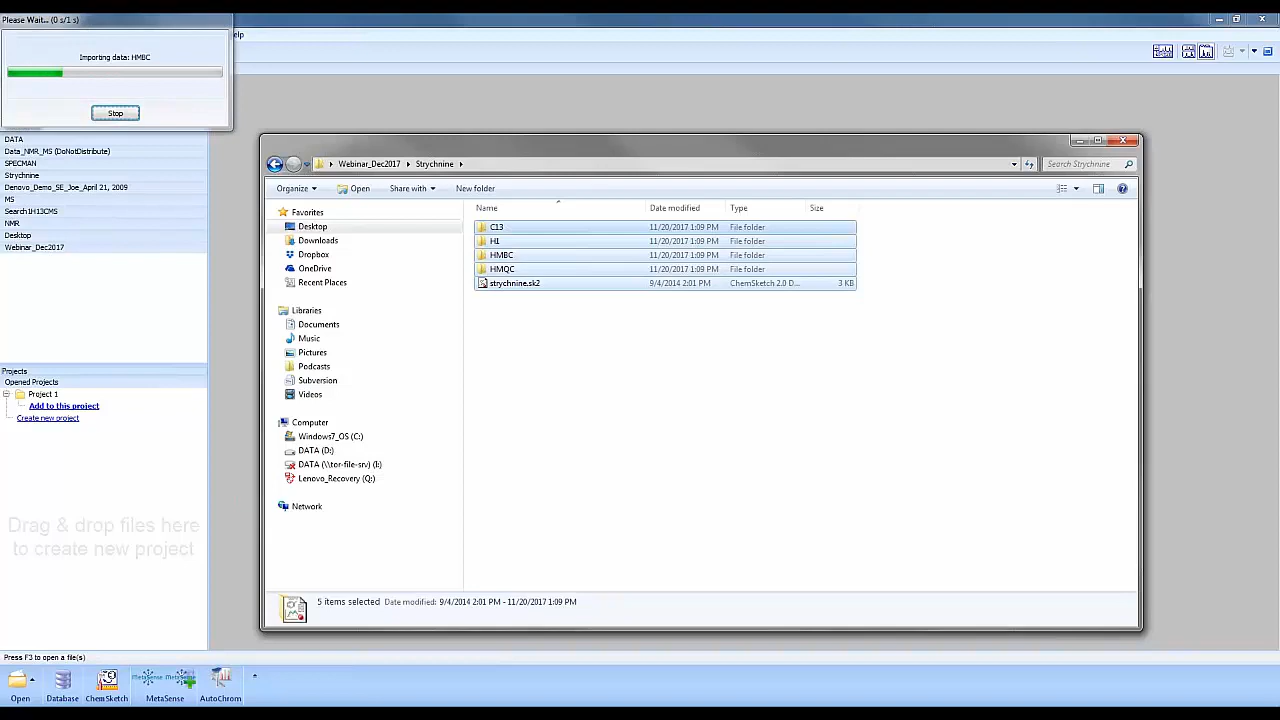 Please Wait... (0 s/1 s)
elp
Importing data: HMBC
Stop
DATA
Data_NMR_MS (DoNotDistribute)
SPECMAN
Strychnine
Denovo_Demo_SE_Joe_April 21, 2009
MS
Search1H13CMS
NMR
Desktop
Webinar_Dec2017
Projects
Opened Projects
Project 1
Add to this project
Create new project
Drag & drop files here
to create new project
Webinar_Dec2017 Strychnine
Search Strychnine
Organize Open Share with New folder
Favorites
Desktop
Downloads
Dropbox
OneDrive
Recent Places
Libraries
Documents
Music
Pictures
Podcasts
Subversion
Videos
Computer
Windows7_OS (C:)
DATA (D:)
DATA (\\tor-file-srv) (I:)
Lenovo_Recovery (Q:)
Network
Name Date modified Type Size
C13 11/20/2017 1:09 PM File folder
H1 11/20/2017 1:09 PM File folder
HMBC 11/20/2017 1:09 PM File folder
HMQC 11/20/2017 1:09 PM File folder
strychnine.sk2 9/4/2014 2:01 PM ChemSketch 2.0 D... 3 KB
5 items selected Date modified: 9/4/2014 2:01 PM - 11/20/2017 1:09 PM
Press F3 to open a file(s)
Open Database ChemSketch MetaSense AutoChrom